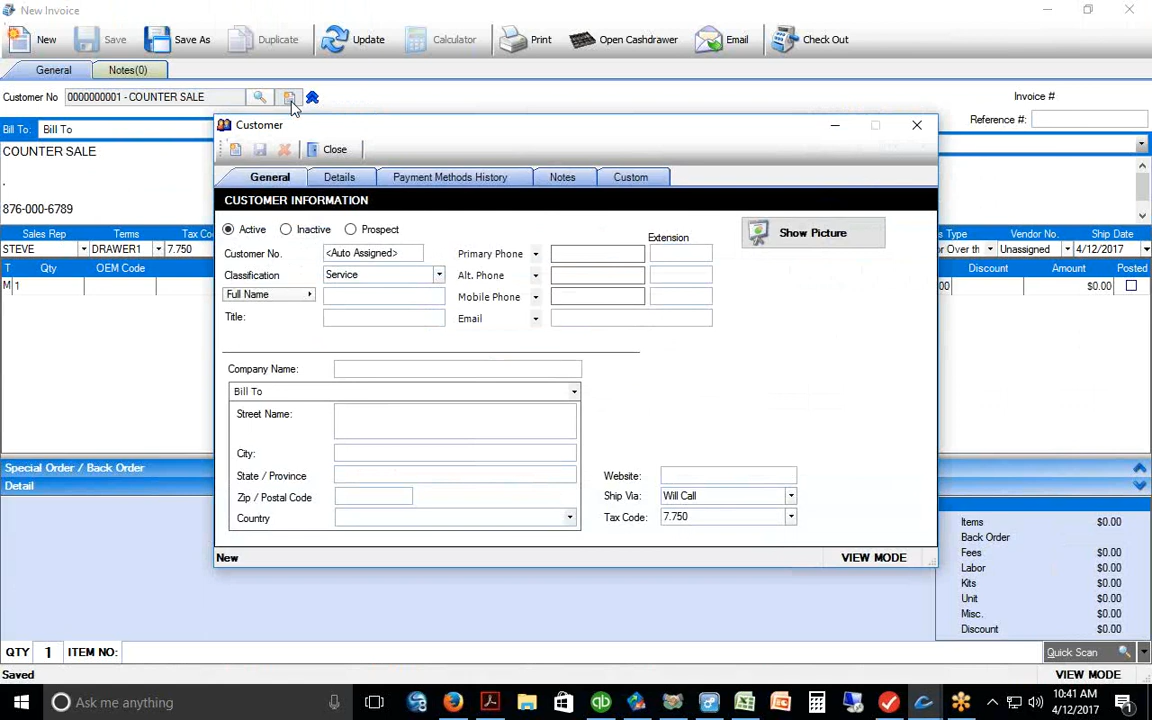 New Invoice
New Save Save As Duplicate Update Calculator Print Open Cashdrawer Email Check Out
General Notes(0)
Customer No 0000000001 - COUNTER SALE Invoice #
Reference #:
Bill To: Bill To
COUNTER SALE
.
876-000-6789
Sales Rep Terms Tax Co
STEVE DRAWER1 7.750
T Qty OEM Code
M 1
Customer
Close
General Details Payment Methods History Notes Custom
CUSTOMER INFORMATION
Active Inactive Prospect
Show Picture
Extension
Customer No. <Auto Assigned> Primary Phone
Classification Service Alt. Phone
Full Name Mobile Phone
Title: Email
Company Name:
Bill To
Street Name:
City:
State / Province Website:
Zip / Postal Code Ship Via: Will Call
Country Tax Code: 7.750
New VIEW MODE
s Type Vendor No. Ship Date
or Over th Unassigned 4/12/2017
Discount Amount Posted
00 $0.00
Special Order / Back Order
Detail
Items $0.00
Back Order
Fees $0.00
Labor $0.00
Kits $0.00
Unit $0.00
Misc. $0.00
Discount $0.00
QTY 1 ITEM NO: Quick Scan
Saved VIEW MODE
Ask me anything
10:41 AM
4/12/2017
1